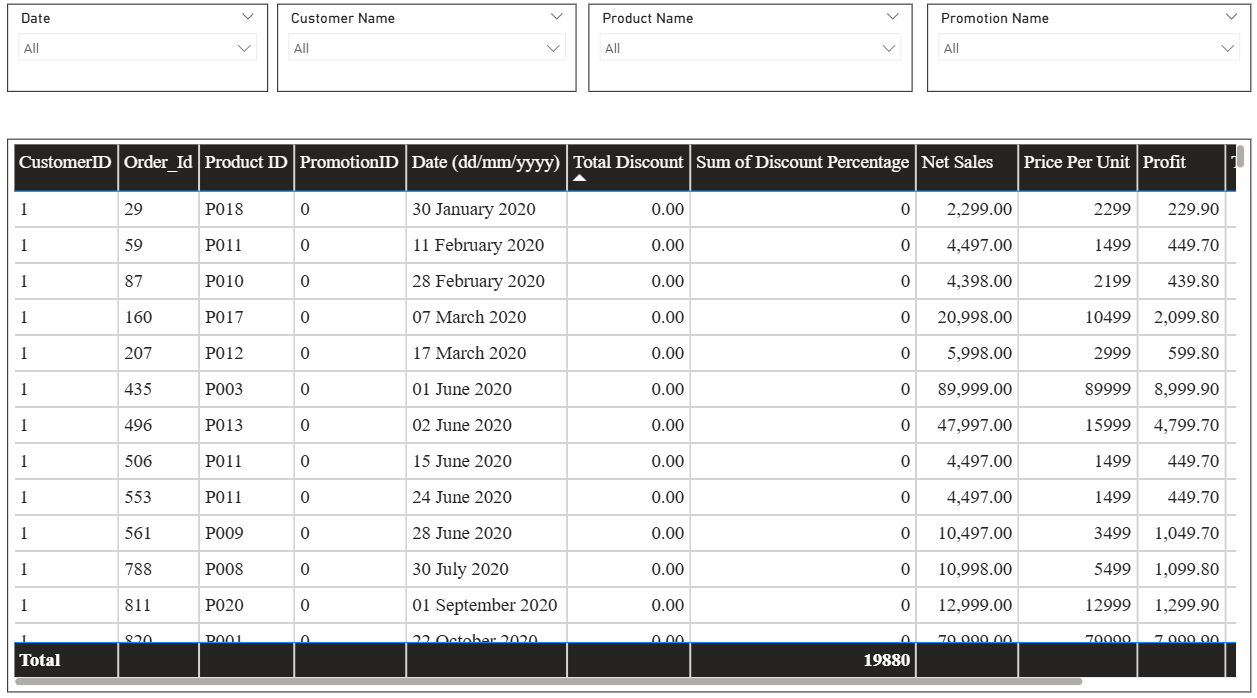 Date Customer Name Product Name Promotion Name
All All All All
CustomerID Order_Id Product ID PromotionID Date (dd/mm/yyyy) Total Discount Sum of Discount Percentage Net Sales Price Per Unit Profit
1 29 P018 0 30 January 2020 0.00 0 2,299.00 2299 229.90
1 59 P011 0 11 February 2020 0.00 0 4,497.00 1499 449.70
1 87 P010 0 28 February 2020 0.00 0 4,398.00 2199 439.80
1 160 P017 0 07 March 2020 0.00 0 20,998.00 10499 2,099.80
1 207 P012 0 17 March 2020 0.00 0 5,998.00 2999 599.80
1 435 P003 0 01 June 2020 0.00 0 89,999.00 89999 8,999.90
1 496 P013 0 02 June 2020 0.00 0 47,997.00 15999 4,799.70
1 506 P011 0 15 June 2020 0.00 0 4,497.00 1499 449.70
1 553 P011 0 24 June 2020 0.00 0 4,497.00 1499 449.70
1 561 P009 0 28 June 2020 0.00 0 10,497.00 3499 1,049.70
1 788 P008 0 30 July 2020 0.00 0 10,998.00 5499 1,099.80
1 811 P020 0 01 September 2020 0.00 0 12,999.00 12999 1,299.90
1 820 P001 0 22 October 2020 0.00 0 79,999.00 79999 7,999.90
Total 19880